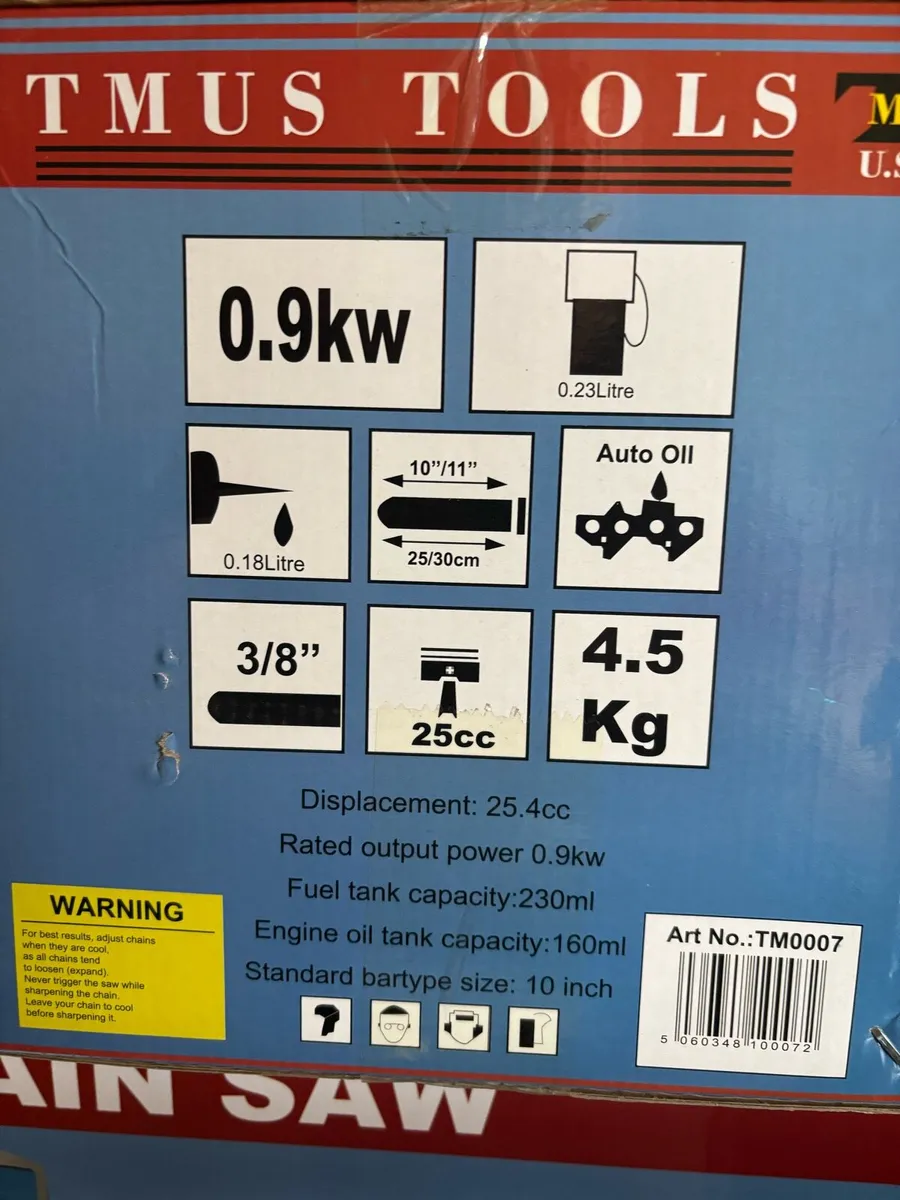 TMUS TOOLS
M
U.S
0.9kw
0.23Litre
0.18Litre
10”/11”
25/30cm
Auto OIl
3/8”
25cc
4.5
Kg
Displacement: 25.4cc
Rated output power 0.9kw
Fuel tank capacity:230ml
Engine oil tank capacity:160ml
Standard bartype size: 10 inch
WARNING
For best results, adjust chains
when they are cool,
as all chains tend
to loosen (expand).
Never trigger the saw while
sharpening the chain.
Leave your chain to cool
before sharpening it.
Art No.:TM0007
5 060348 100072
AIN SAW